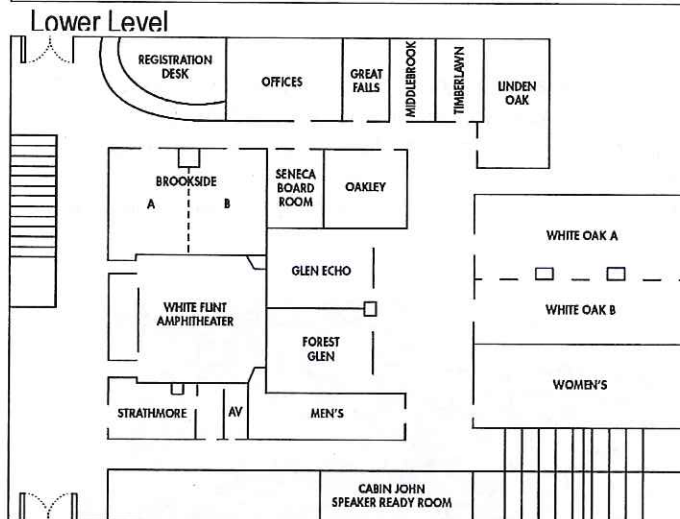 Lower Level
REGISTRATION
DESK
OFFICES
GREAT
FALLS
MIDDLEBROOK
TIMBERLAWN
LINDEN
OAK
BROOKSIDE
A
B
SENECA
BOARD
ROOM
OAKLEY
WHITE OAK A
GLEN ECHO
WHITE FLINT
AMPHITHEATER
WHITE OAK B
FOREST
GLEN
WOMEN'S
STRATHMORE
AV
MEN'S
CABIN JOHN
SPEAKER READY ROOM